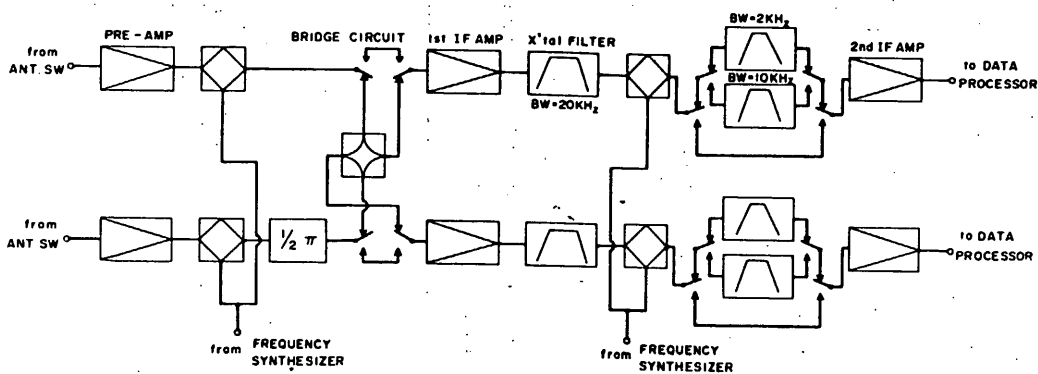 PRE-AMP
BRIDGE CIRCUIT
1st IF AMP
X'tal FILTER
BW=2KHz
2nd IF AMP
from
ANT. SW
BW=20KHz
BW=10KHz
to DATA
PROCESSOR
from
ANT SW
1/2 π
to DATA
PROCESSOR
from FREQUENCY
SYNTHESIZER
from FREQUENCY
SYNTHESIZER